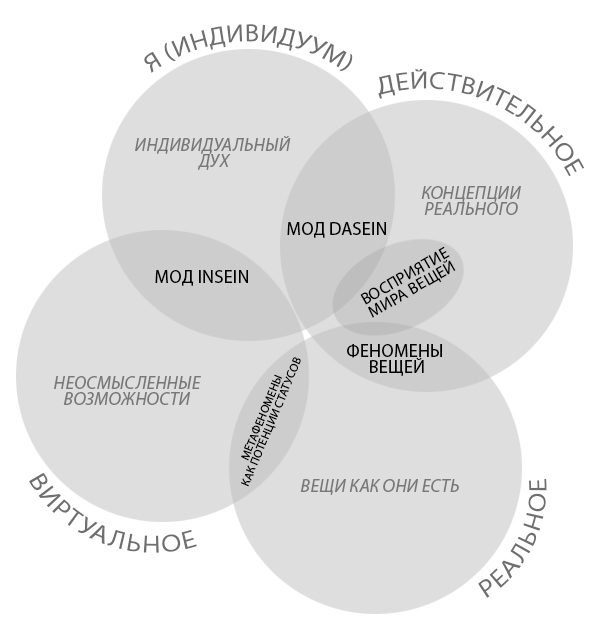 Я (ИНДИВИДУУМ)
ДЕЙСТВИТЕЛЬНОЕ
ИНДИВИДУАЛЬНЫЙ
ДУХ
КОНЦЕПЦИИ
РЕАЛЬНОГО
МОД DASEIN
МОД INSEIN
ВОСПРИЯТИЕ
МИРА ВЕЩЕЙ
ФЕНОМЕНЫ
ВЕЩЕЙ
НЕОСМЫСЛЕННЫЕ
ВОЗМОЖНОСТИ
МЕТАФЕНОМЕНЫ
КАК ПОТЕНЦИИ СТАТУСОВ
ВЕЩИ КАК ОНИ ЕСТЬ
ВИРТУАЛЬНОЕ
РЕАЛЬНОЕ